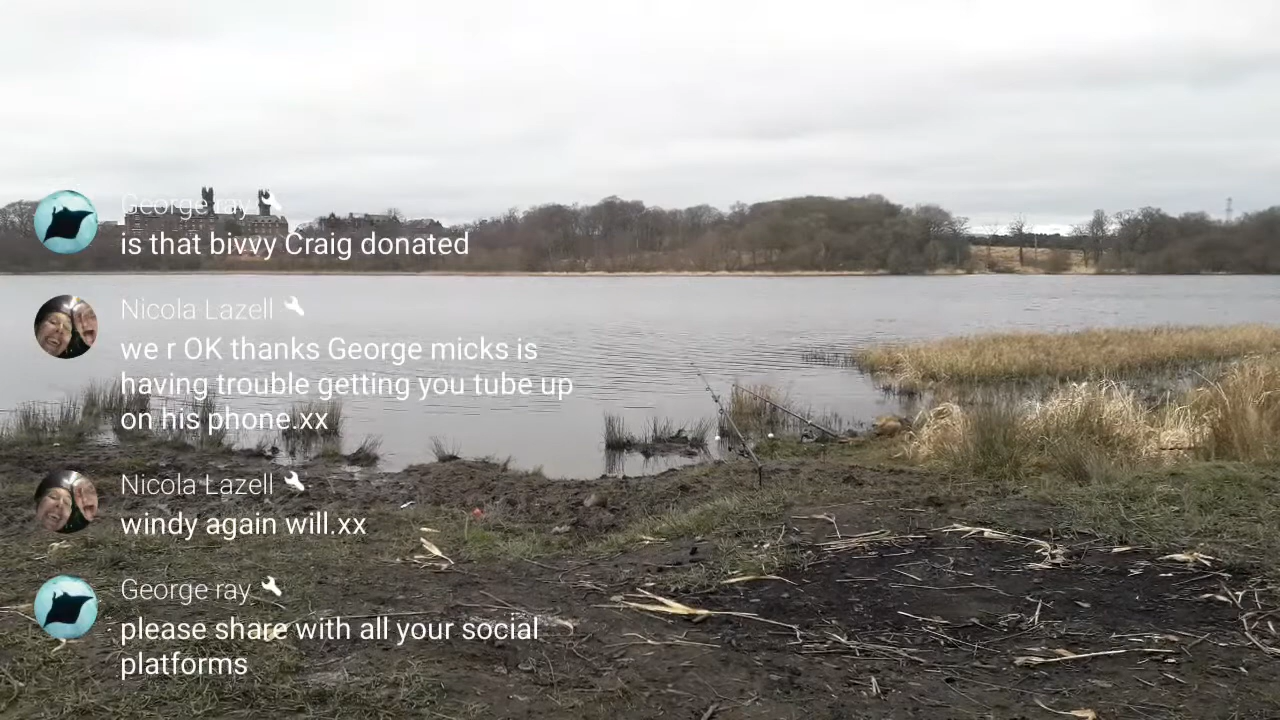 George ray
is that bivvy Craig donated
Nicola Lazell
we r OK thanks George micks is
having trouble getting you tube up
on his phone.xx
Nicola Lazell
windy again will.xx
George ray
please share with all your social
platforms